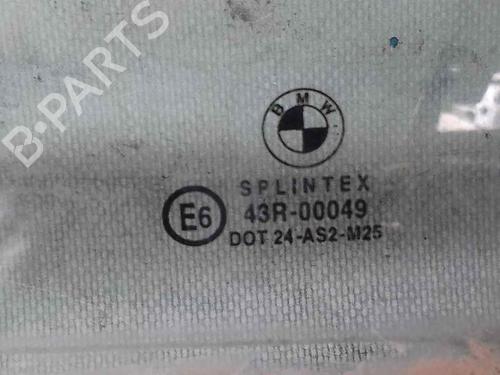 B-PARTS
BMW
SPLINTEX
E6
43R-00049
DOT 24-AS2-M25